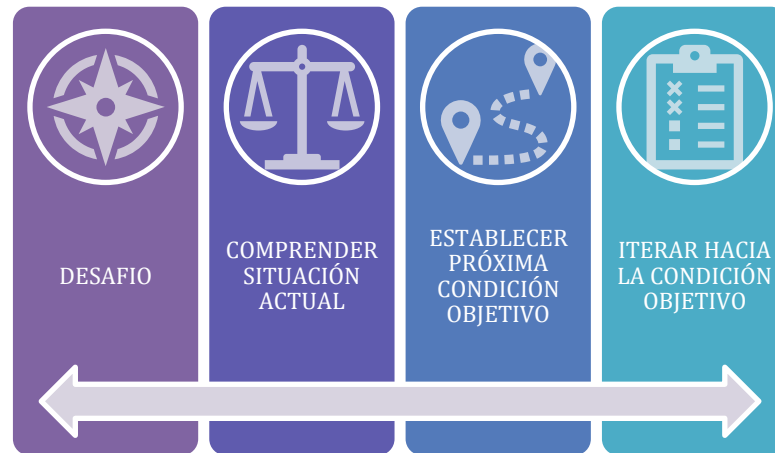 DESAFIO
COMPRENDER
SITUACIÓN
ACTUAL
ESTABLECER
PRÓXIMA
CONDICIÓN
OBJETIVO
ITERAR HACIA
LA CONDICIÓN
OBJETIVO